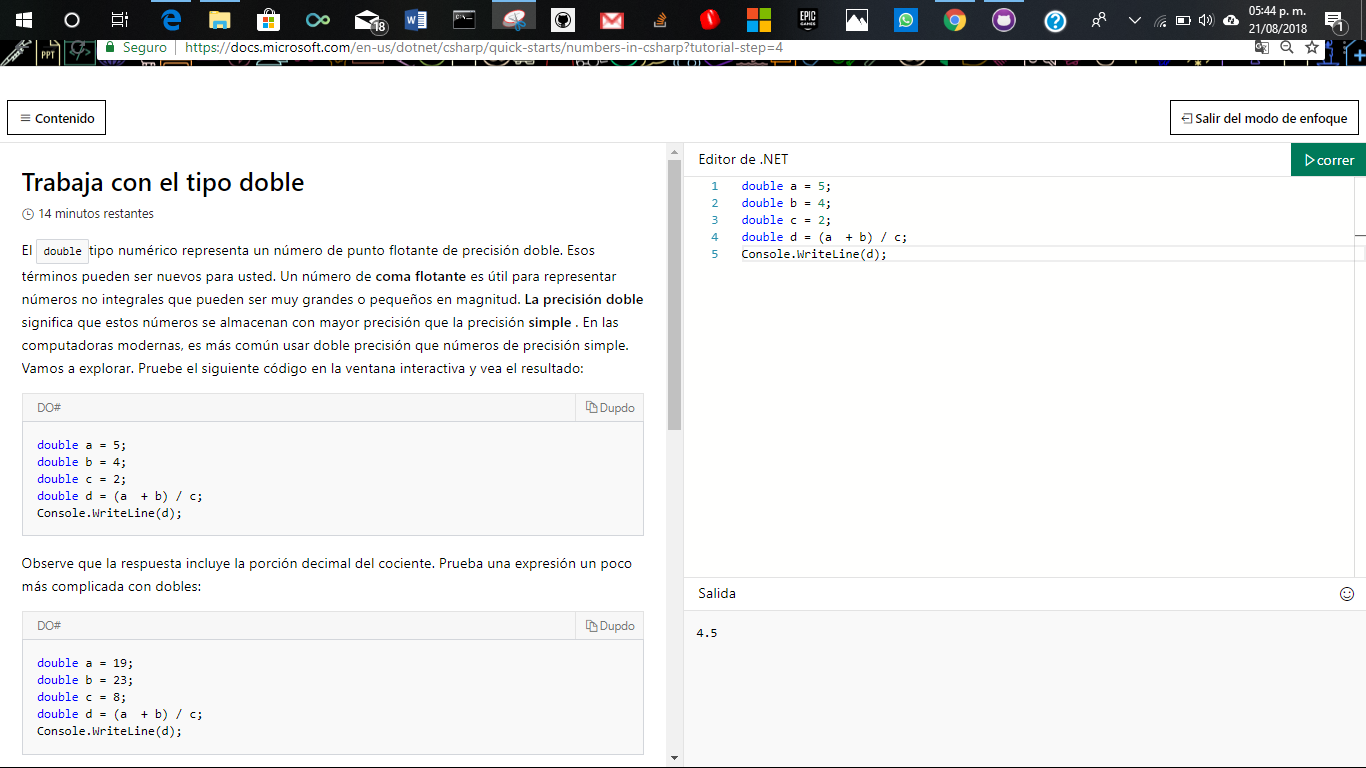 18
EPIC
GAMES
05:44 p. m.
21/08/2018
1
PPT
Seguro
https://docs.microsoft.com/en-us/dotnet/csharp/quick-starts/numbers-in-csharp?tutorial-step=4
Contenido
Salir del modo de enfoque
Trabaja con el tipo doble
14 minutos restantes
El double tipo numérico representa un número de punto flotante de precisión doble. Esos
términos pueden ser nuevos para usted. Un número de coma flotante es útil para representar
números no integrales que pueden ser muy grandes o pequeños en magnitud. La precisión doble
significa que estos números se almacenan con mayor precisión que la precisión simple . En las
computadoras modernas, es más común usar doble precisión que números de precisión simple.
Vamos a explorar. Pruebe el siguiente código en la ventana interactiva y vea el resultado:
DO#
Dupdo
double a = 5;
double b = 4;
double c = 2;
double d = (a  + b) / c;
Console.WriteLine(d);
Observe que la respuesta incluye la porción decimal del cociente. Prueba una expresión un poco
más complicada con dobles:
DO#
Dupdo
double a = 19;
double b = 23;
double c = 8;
double d = (a  + b) / c;
Console.WriteLine(d);
Editor de .NET
correr
1 double a = 5;
2 double b = 4;
3 double c = 2;
4 double d = (a  + b) / c;
5 Console.WriteLine(d);
Salida
4.5